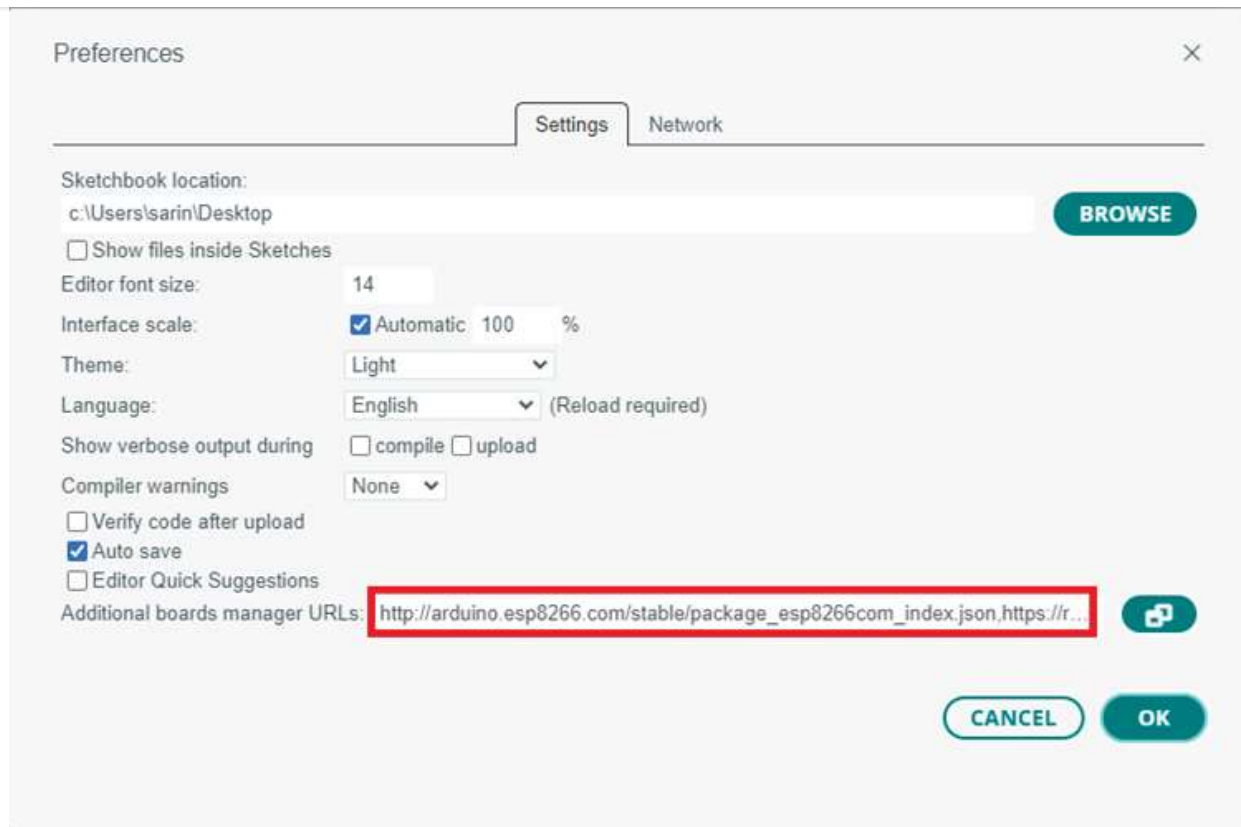 Preferences
Settings Network
Sketchbook location:
c:\Users\sarin\Desktop
BROWSE
Show files inside Sketches
Editor font size: 14
Interface scale: Automatic 100 %
Theme: Light
Language: English (Reload required)
Show verbose output during compile upload
Compiler warnings None
Verify code after upload
Auto save
Editor Quick Suggestions
Additional boards manager URLs: http://arduino.esp8266.com/stable/package_esp8266com_index.json,https://r...
CANCEL OK